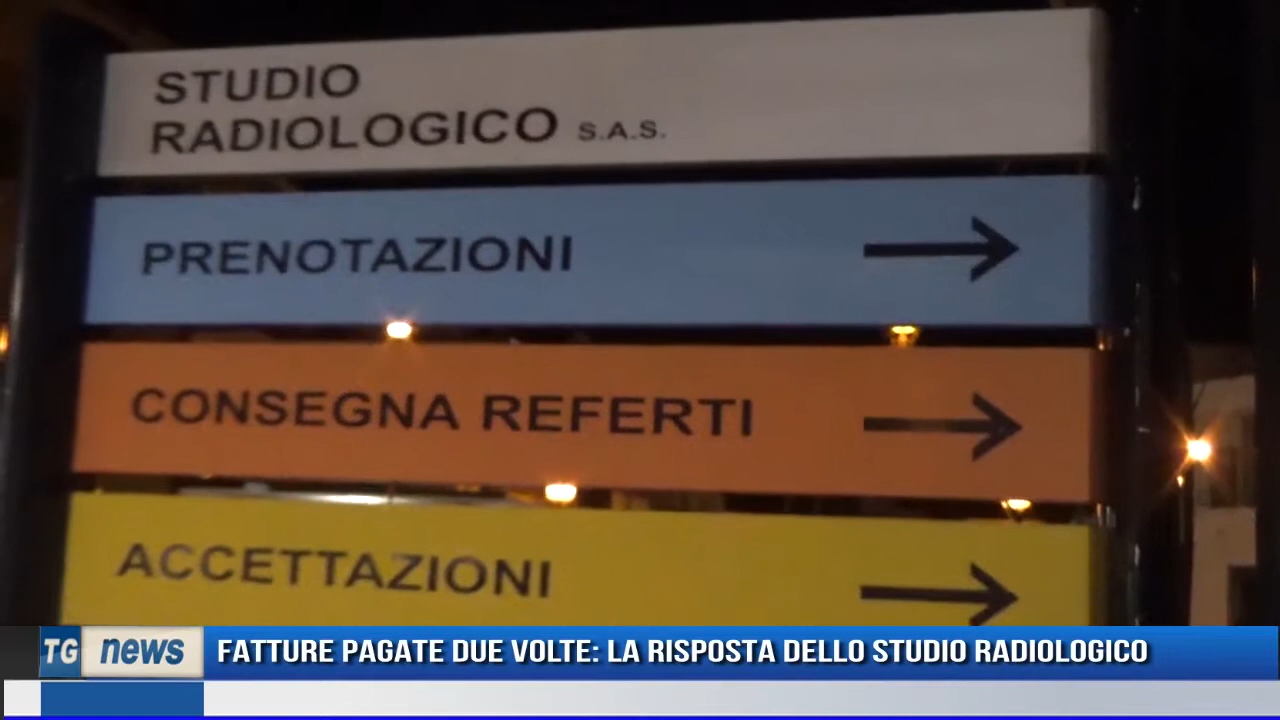 STUDIO
RADIOLOGICO S.A.S.
PRENOTAZIONI
CONSEGNA REFERTI
ACCETTAZIONI
TG news FATTURE PAGATE DUE VOLTE: LA RISPOSTA DELLO STUDIO RADIOLOGICO